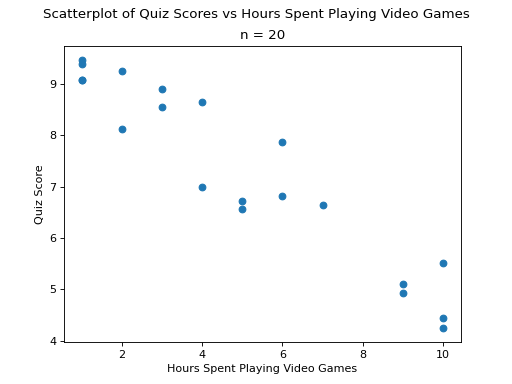 Scatterplot of Quiz Scores vs Hours Spent Playing Video Games
n = 20
9
8
7
6
5
4
Quiz Score
2 4 6 8 10
Hours Spent Playing Video Games